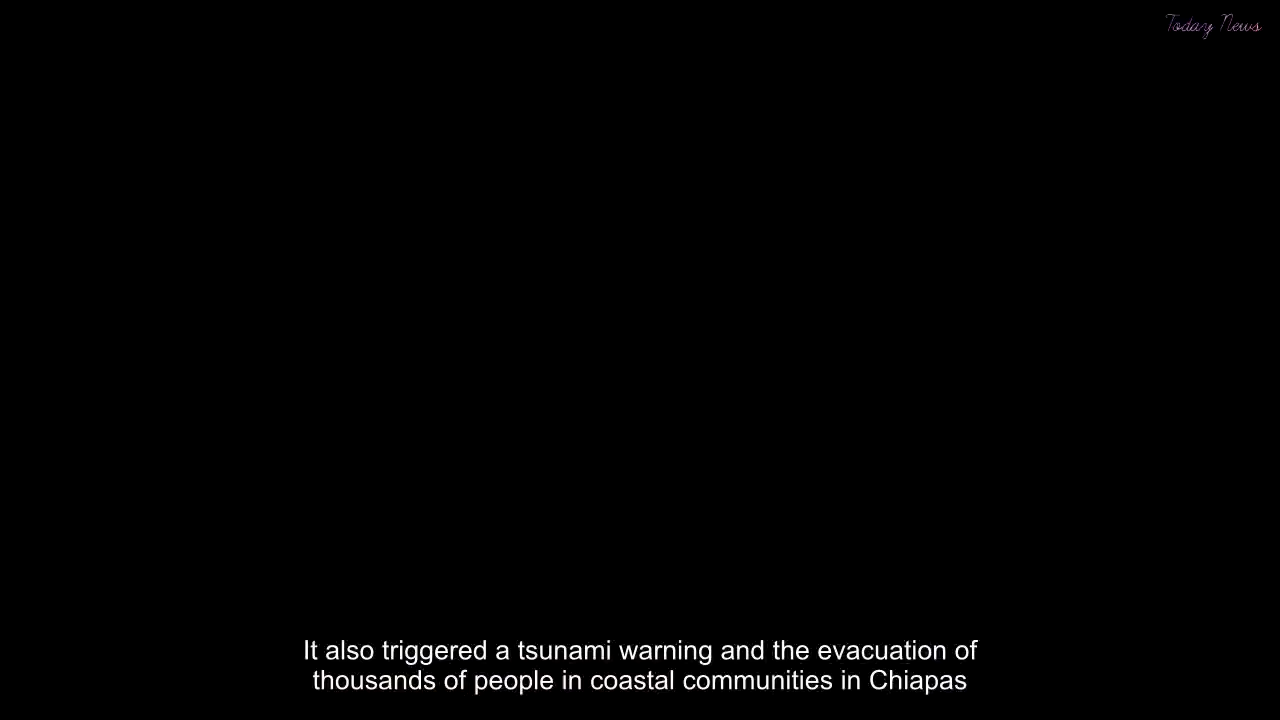 Today News
It also triggered a tsunami warning and the evacuation of
thousands of people in coastal communities in Chiapas